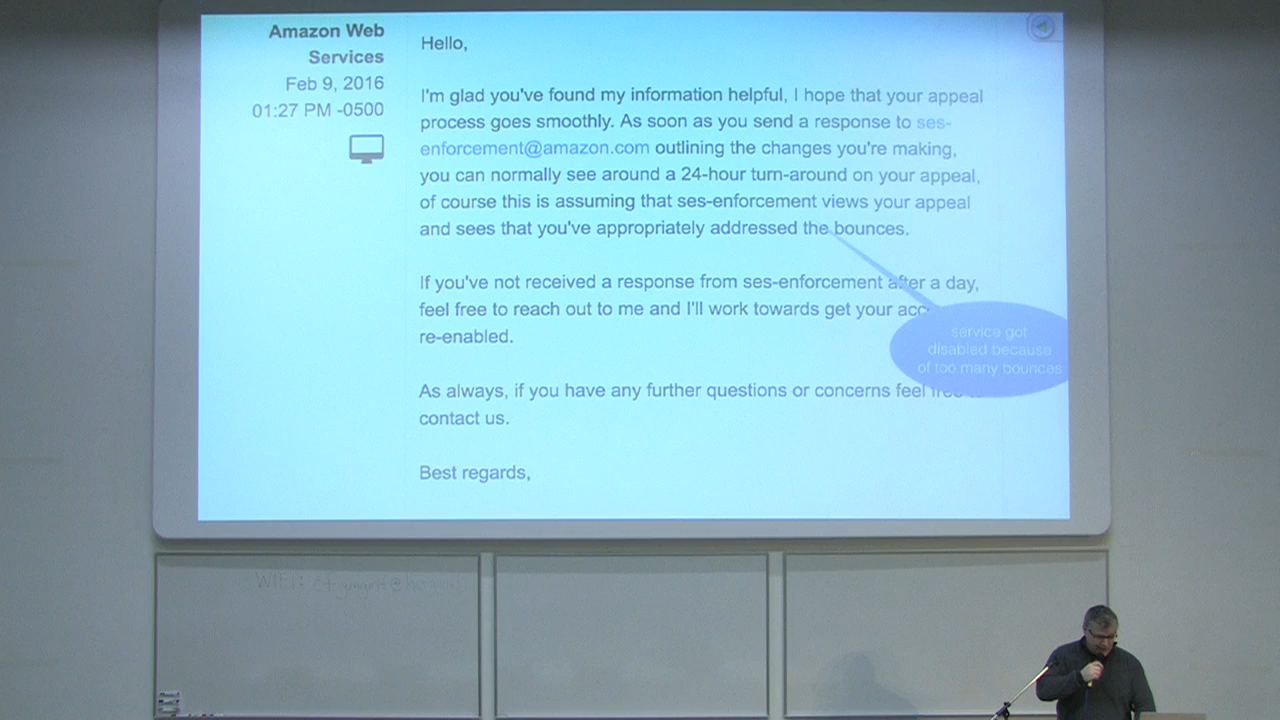 Amazon Web
Services
Feb 9, 2016
01:27 PM -0500
Hello,
I'm glad you've found my information helpful, I hope that your appeal
process goes smoothly. As soon as you send a response to ses-
enforcement@amazon.com outlining the changes you're making,
you can normally see around a 24-hour turn-around on your appeal,
of course this is assuming that ses-enforcement views your appeal
and sees that you've appropriately addressed the bounces.
If you've not received a response from ses-enforcement after a day,
feel free to reach out to me and I'll work towards get your
re-enabled.
As always, if you have any further questions or concerns feel
contact us.
Best regards,
service got
disabled because
of too many bounces
WIFI: